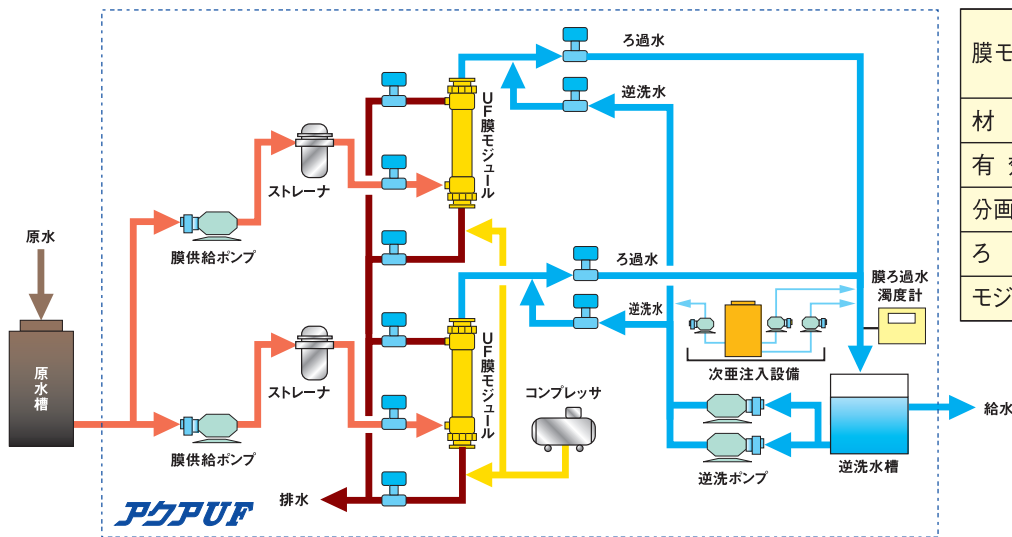 ろ過水
逆洗水
UF膜モジュール
ストレーナ
膜供給ポンプ
原水
原水槽
ろ過水
逆洗水
膜ろ過水
濁度計
次亜注入設備
UF膜モジュール
ストレーナ
膜供給ポンプ
コンプレッサ
給水
逆洗ポンプ
逆洗水槽
排水
アクアUF
膜モ
材
有
分画
ろ
モジ